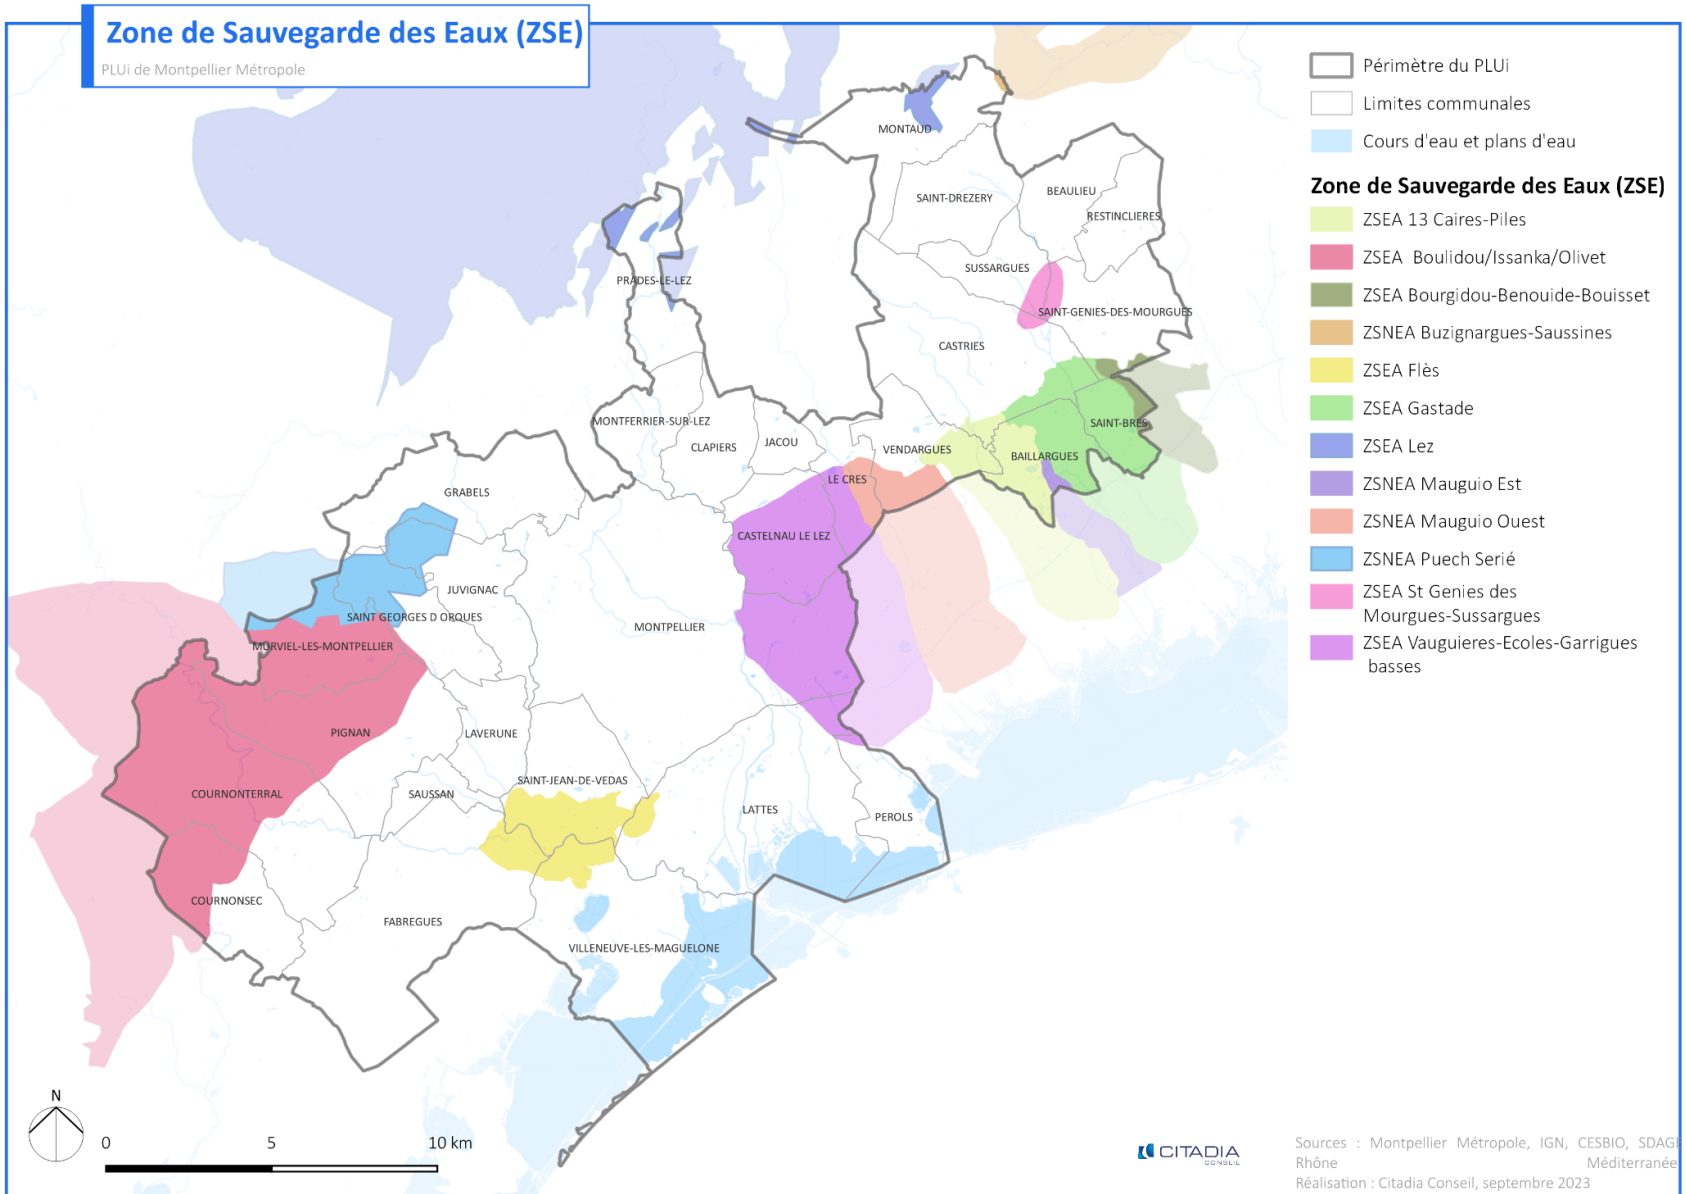 Zone de Sauvegarde des Eaux (ZSE)
PLUi de Montpellier Métropole
Périmètre du PLUi
Limites communales
Cours d'eau et plans d'eau
Zone de Sauvegarde des Eaux (ZSE)
ZSEA 13 Caires-Piles
ZSEA Boulidou/Issanka/Olivet
ZSEA Bourgidou-Benouide-Bouisset
ZSNEA Buzignargues-Saussines
ZSEA Flès
ZSEA Gastade
ZSEA Lez
ZSNEA Mauguio Est
ZSNEA Mauguio Ouest
ZSNEA Puech Serié
ZSEA St Genies des
Mourgues-Sussargues
ZSEA Vauguieres-Ecoles-Garrigues
basses
MONTAUD
SAINT-DREZERY
BEAULIEU
RESTINCLIERES
SUSSARGUES
PRADES-LE-LEZ
SAINT-GENIES-DES-MOURGUES
CASTRIES
MONTFERRIER-SUR-LEZ
SAINT-BRES
JACOU
CLAPIERS
VENDARGUES
BAILLARGUES
LE CRES
GRABELS
CASTELNAU LE LEZ
JUVIGNAC
SAINT GEORGES D ORQUES
MONTPELLIER
MURVIEL-LES-MONTPELLIER
PIGNAN
LAVERUNE
SAINT-JEAN-DE-VEDAS
COURNONTERRAL
SAUSSAN
LATTES
PEROLS
COURNONSEC
FABREGUES
VILLENEUVE-LES-MAGUELONE
N
0 5 10 km
CITADIA
CONSEIL
Sources : Montpellier Métropole, IGN, CESBIO, SDAGE
Rhône Méditerranée
Réalisation : Citadia Conseil, septembre 2023